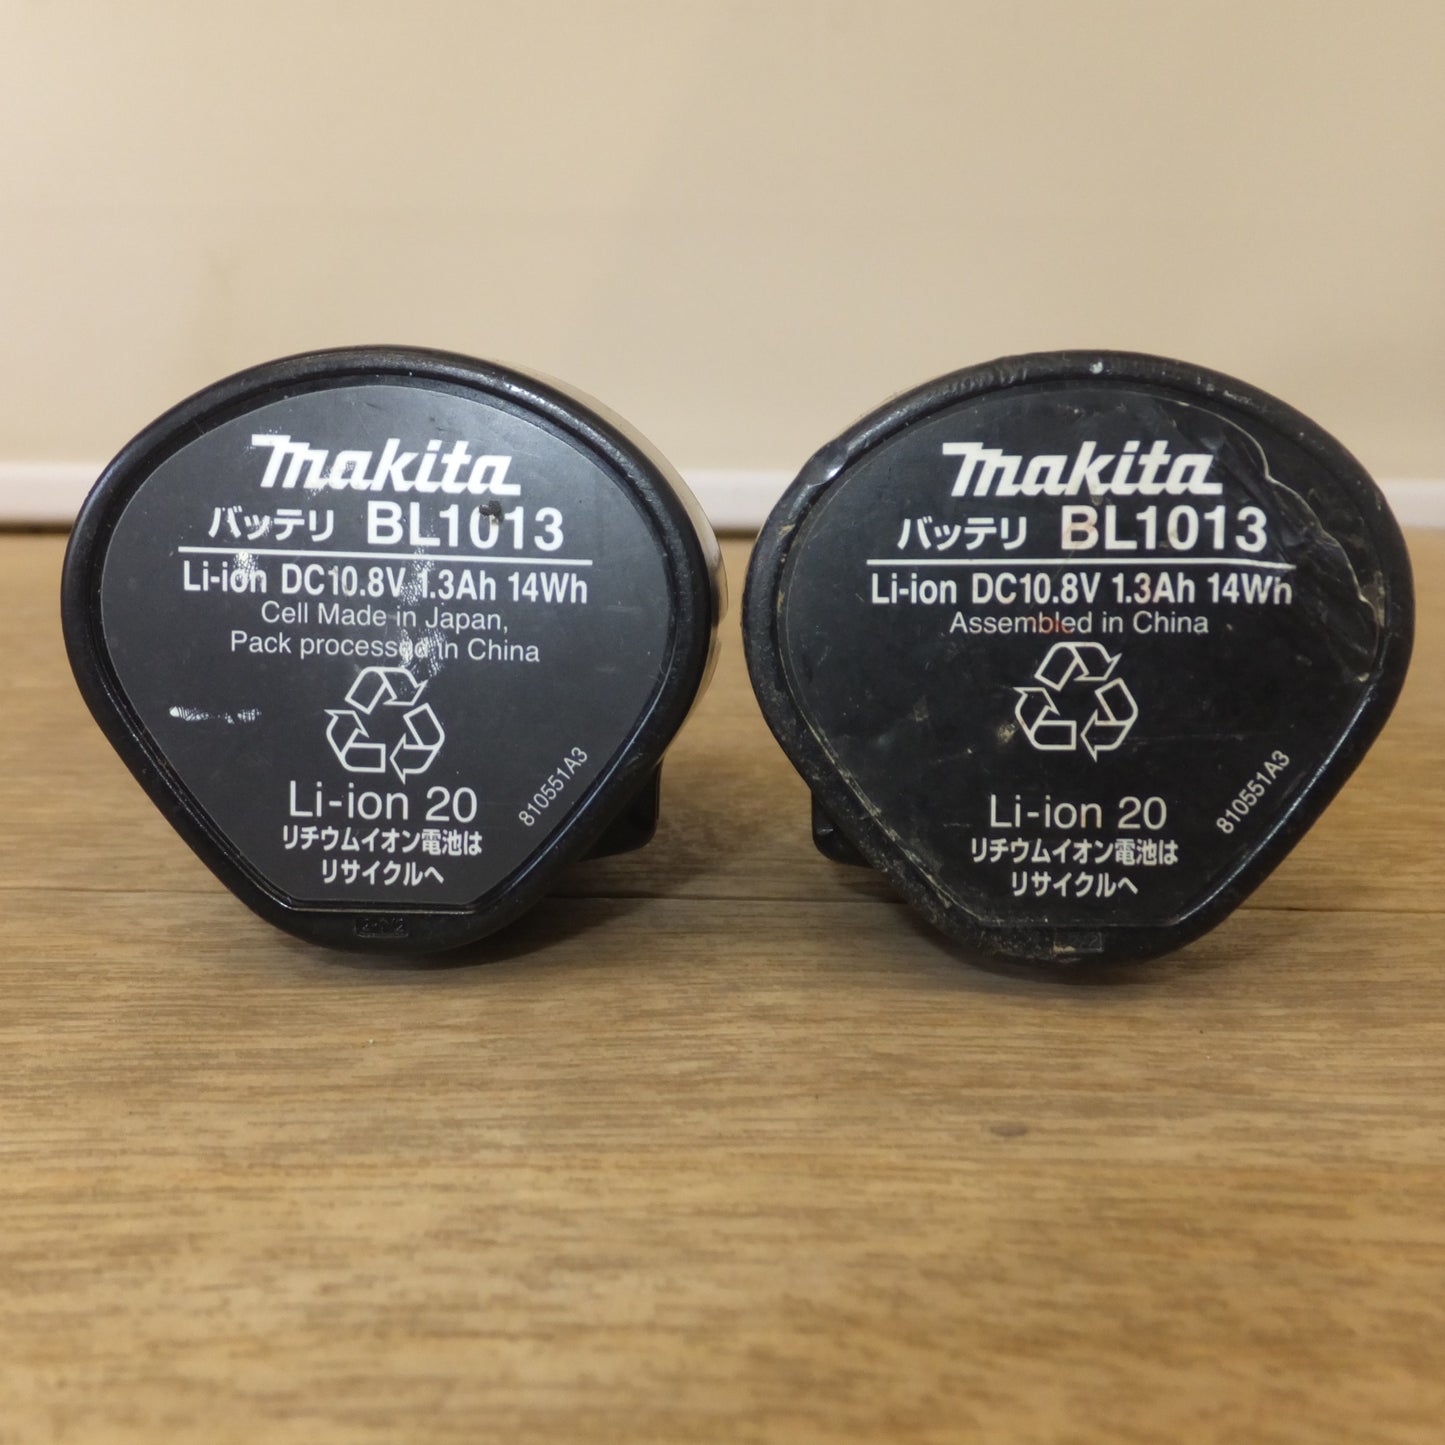 makita
バッテリ BL1013
Li-ion DC10.8V 1.3Ah 14Wh
Cell Made in Japan,
Pack processed in China
Li-ion 20
リチウムイオン電池は
リサイクルへ
810551A3
makita
バッテリ BL1013
Li-ion DC10.8V 1.3Ah 14Wh
Assembled in China
Li-ion 20
リチウムイオン電池は
リサイクルへ
810551A3